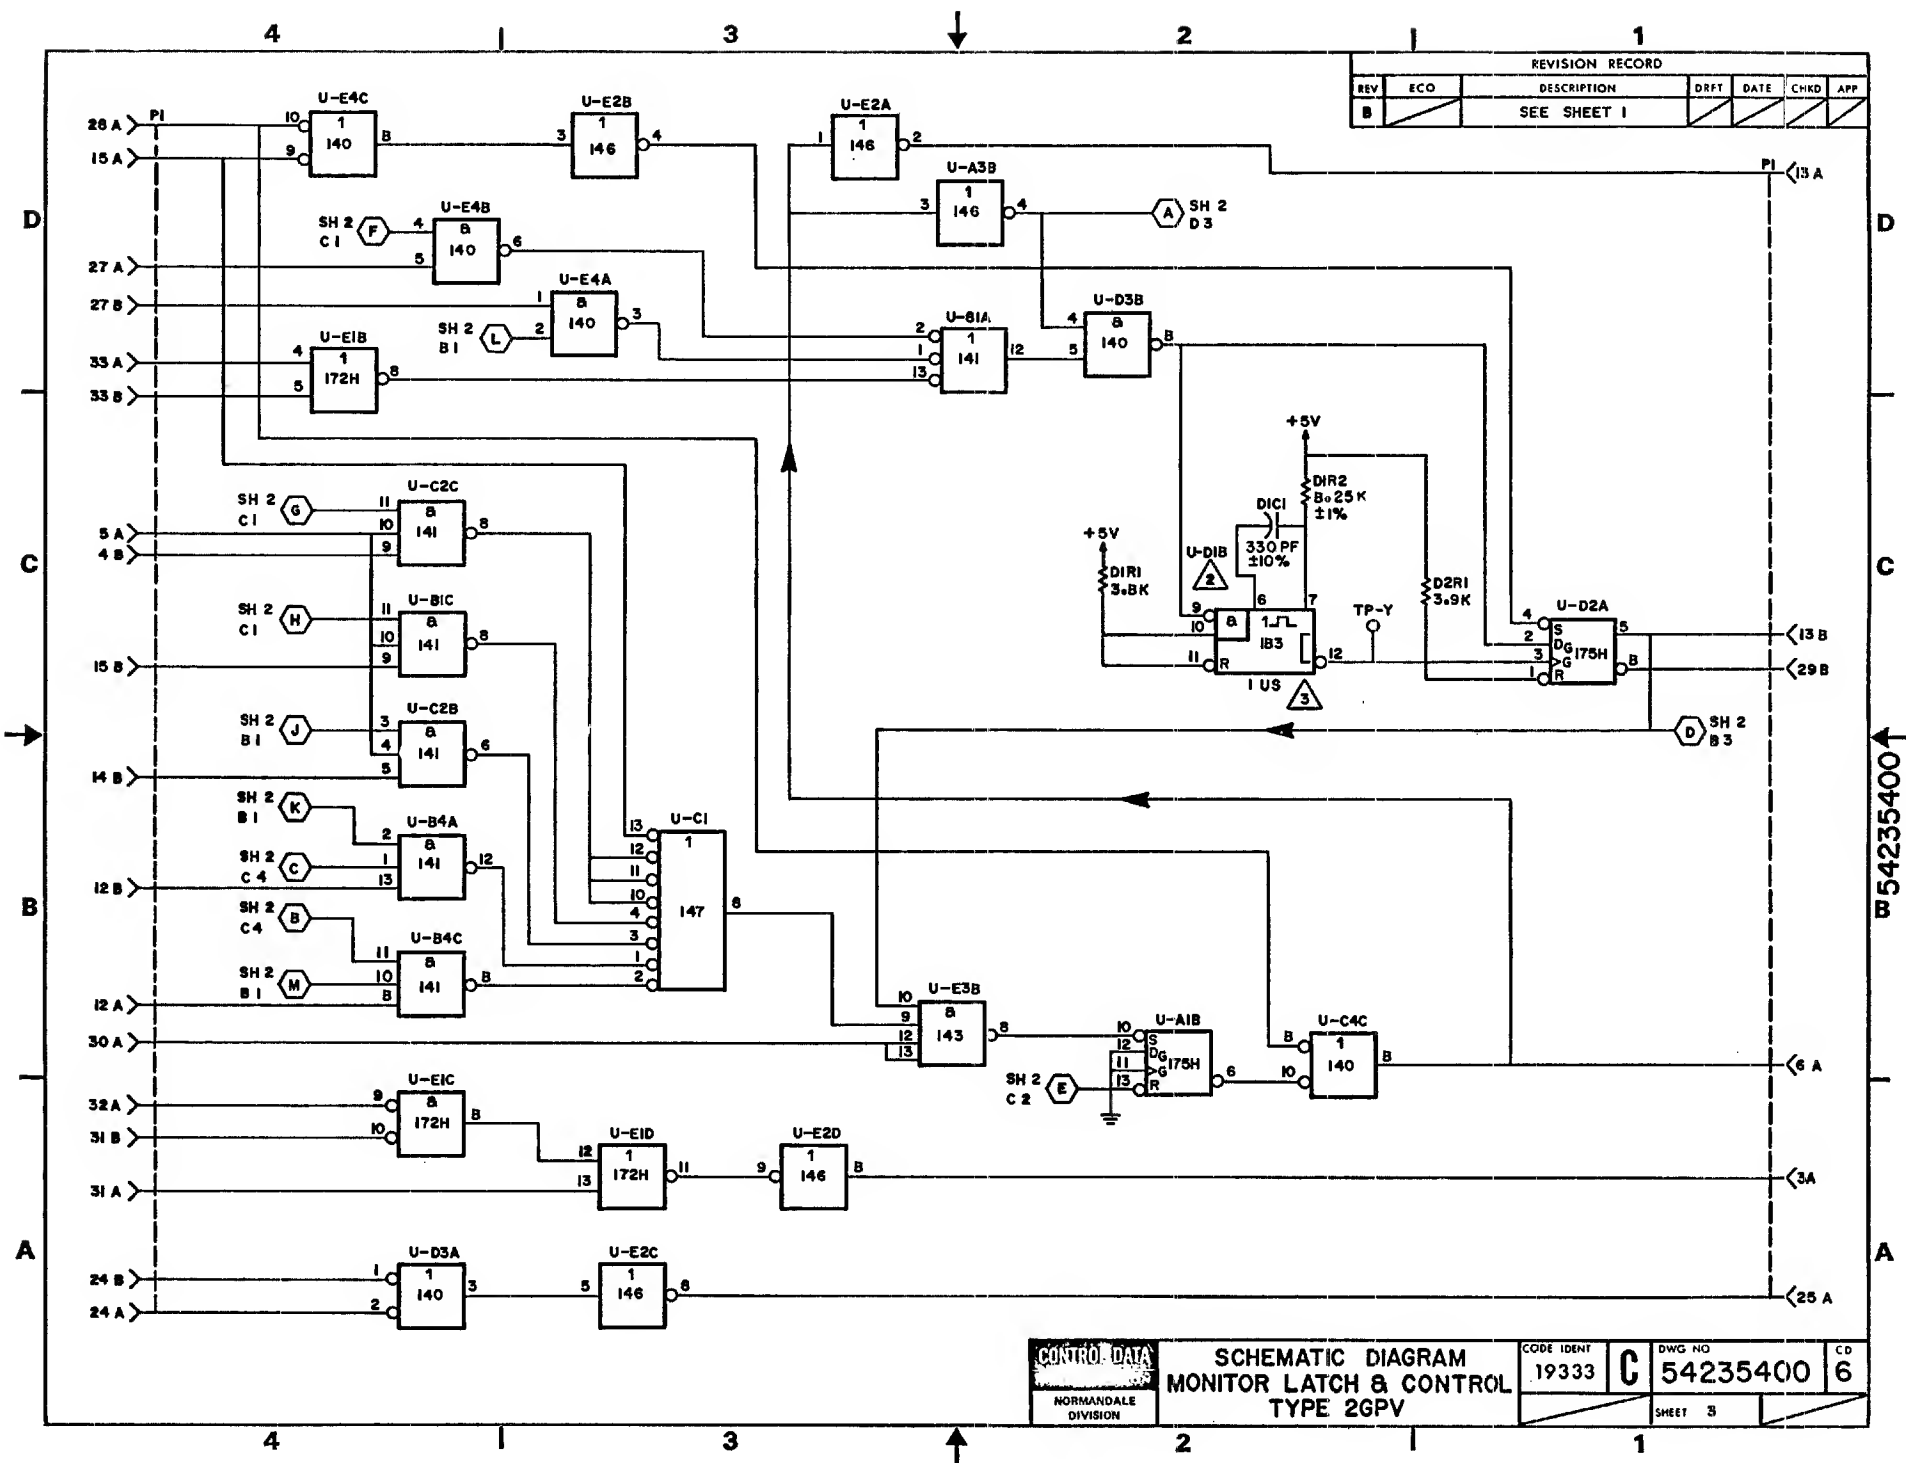 4 3 2 1
REVISION RECORD
REV ECO DESCRIPTION DRFT DATE CHKD APP
B SEE SHEET 1
D
C
B
A
D
C
B
A
54235400
28 A P1
15 A
27 A
27 B
33 A
33 B
5 A
4 B
15 B
14 B
12 B
12 A
30 A
32A
31 B
31 A
24 B
24 A
U-E4C
10 1 8
9 140
U-E2B
3 1 4
146
U-E2A
1 1 2
146
U-A3B
3 1 4
146
A SH 2
D 3
P1 13 A
U-E4B
SH 2 F 4 & 6
C 1 5 140
U-E4A
1 & 3
SH 2 L 2 140
B 1
U-E1B
4 1 8
5 172H
U-B1A
2 1 12
1 141
13
U-D3B
4 & 8
5 140
U-C2C
SH 2 G 11 & 8
C 1 10 141
9
U-B1C
SH 2 H 11 & 8
C 1 10 141
9
U-C2B
SH 2 J 3 & 6
B 1 4 141
5
U-B4A
SH 2 K 2 & 12
B 1
SH 2 C 1 141
C 4 13
U-B4C
SH 2 B 11 & 8
C 4
SH 2 M 10 141
B 1 8
U-C1
13 1
12
11
10 147 8
4
3
1
2
+5V
D1R1
3.8K
+5V
D1R2
8.25K
±1%
D1C1
330 PF
±10%
U-D1B
2
6 7
9 &
10 1B3
11 R 12
1 US 3
TP-Y
D2R1
3.9K
U-D2A
4 S 5
2 DG
3 G 175H
1 R 8
13 B
29 B
D SH 2
B 3
U-E3B
10 &
9 8
12 143
13
U-A1B
10 S
12 DG
11 G 175H
13 R 6
SH 2 E
C 2
U-C4C
8 1 8
10 140
6 A
U-E1C
9 & 8
10 172H
U-E1D
12 1 11
13 172H
U-E2D
9 1 8
146
3A
U-D3A
1 1 3
2 140
U-E2C
5 1 6
146
25 A
CONTROL DATA
NORMANDALE
DIVISION
SCHEMATIC DIAGRAM
MONITOR LATCH & CONTROL
TYPE 2GPV
CODE IDENT
19333
C
DWG NO
54235400
CD
6
SHEET 3
4 3 2 1